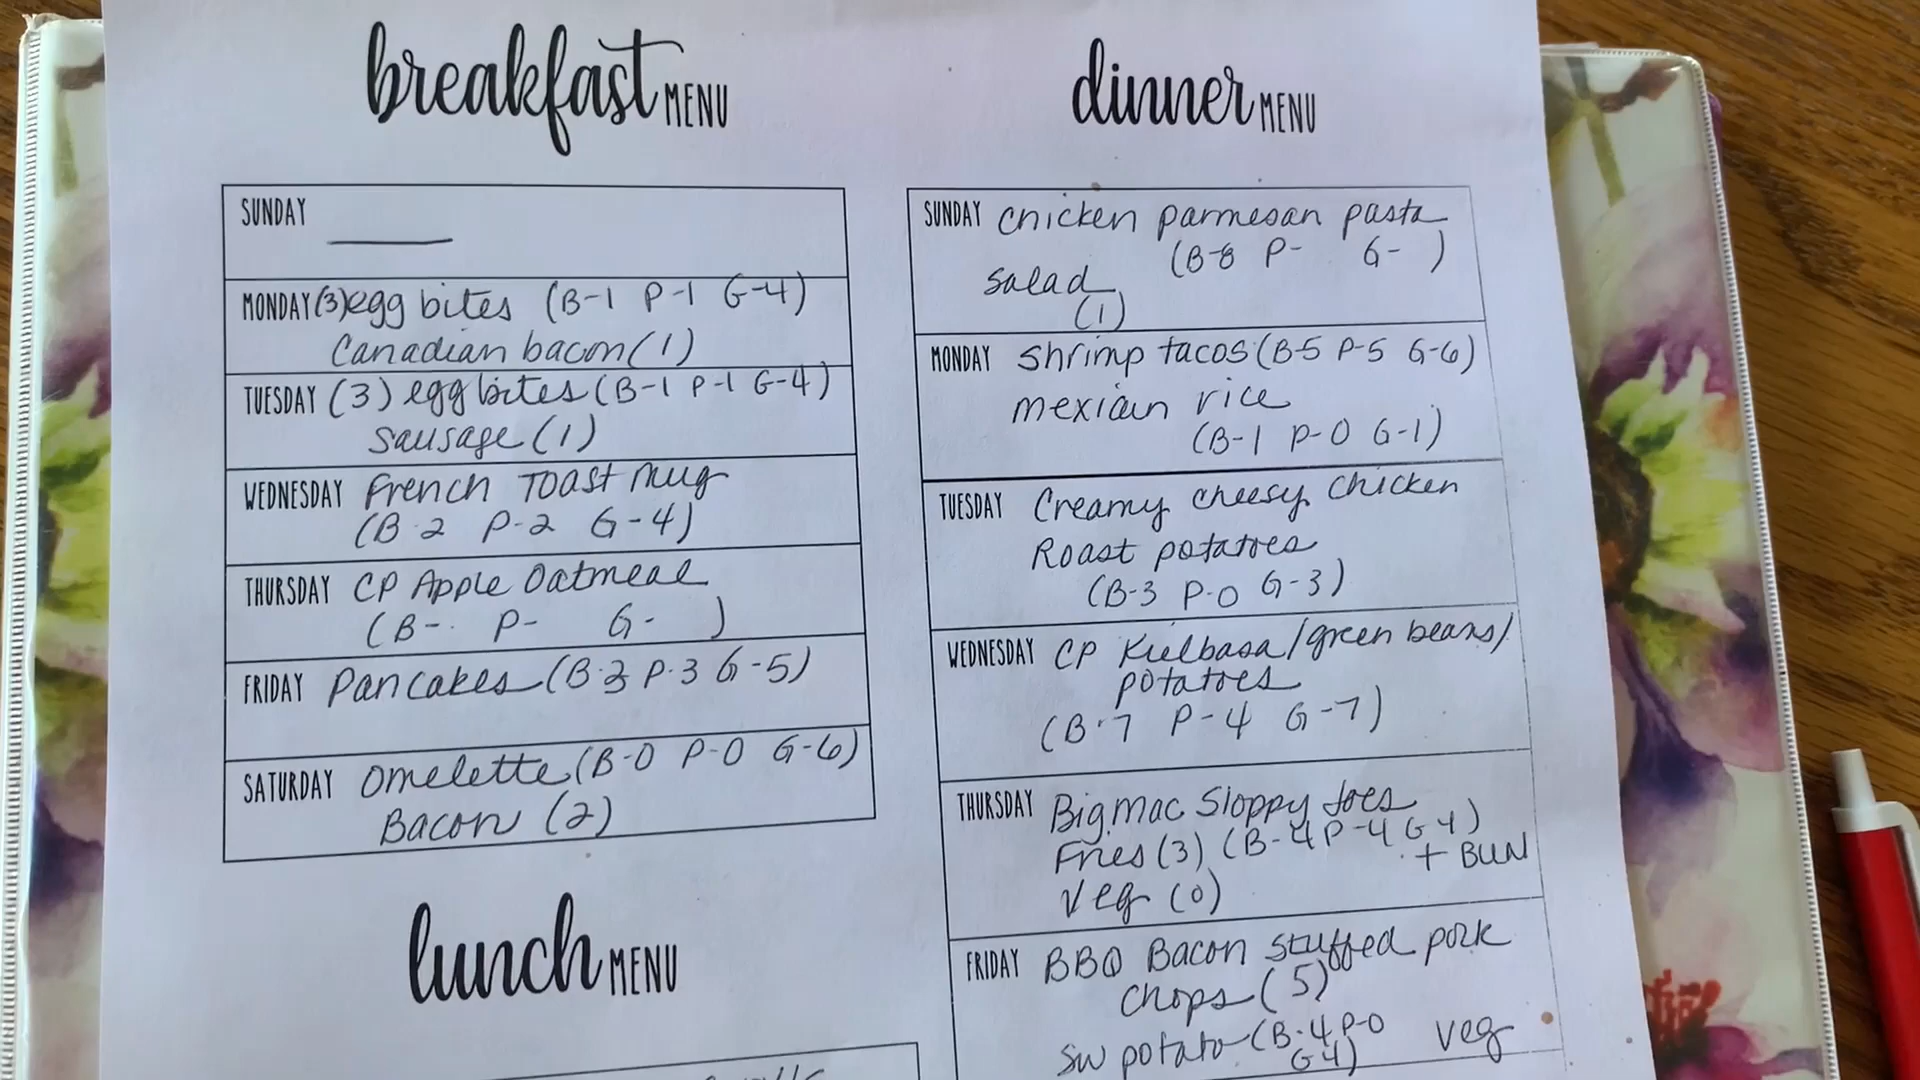 breakfast MENU
SUNDAY
MONDAY (3) egg bites (B-1 P-1 G-4)
Canadian bacon (1)
TUESDAY (3) egg bites (B-1 P-1 G-4)
Sausage (1)
WEDNESDAY French Toast Mug
(B-2 P-2 G-4)
THURSDAY CP Apple Oatmeal
(B- P- G- )
FRIDAY Pancakes (B-3 P-3 G-5)
SATURDAY Omelette (B-0 P-0 G-6)
Bacon (2)
lunch MENU
dinner MENU
SUNDAY Chicken parmesan pasta
(B-8 P- G- )
Salad
(1)
MONDAY Shrimp tacos (B-5 P-5 G-6)
mexican rice
(B-1 P-0 G-1)
TUESDAY Creamy cheesy chicken
Roast potatoes
(B-3 P-0 G-3)
WEDNESDAY CP Kielbasa/green beans/
potatoes
(B-7 P-4 G-7)
THURSDAY Big Mac Sloppy Joes
(B-4 P-4 G4)
Fries (3) + BUN
Veg (0)
FRIDAY BBQ Bacon Stuffed pork
Chops (5)
SW potato (B-4 P-0 G4) Veg